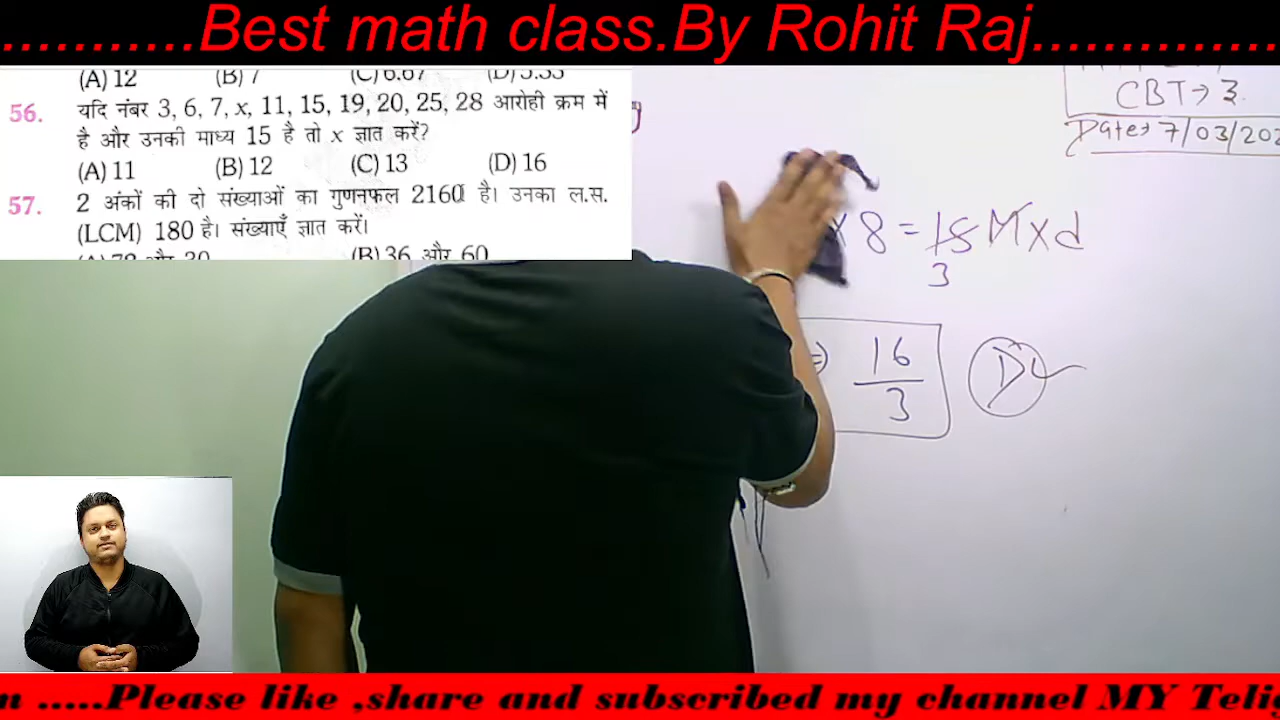 ...........Best math class.By Rohit Raj..............
(A) 12 (B) 7 (C) 6.67 (D) 5.33
56. यदि नंबर 3, 6, 7, x, 11, 15, 19, 20, 25, 28 आरोही क्रम में
है और उनकी माध्य 15 है तो x ज्ञात करें?
(A) 11 (B) 12 (C) 13 (D) 16
57. 2 अंकों की दो संख्याओं का गुणनफल 2160 है। उनका ल.स.
(LCM) 180 है। संख्याएँ ज्ञात करें।
(B) 36 और 60
CBT→ 3
Date→ 7/03/202
x 8 = 18 M x d
3
⇒ 16
3
D
m .....Please like ,share and subscribed my channel MY Telig